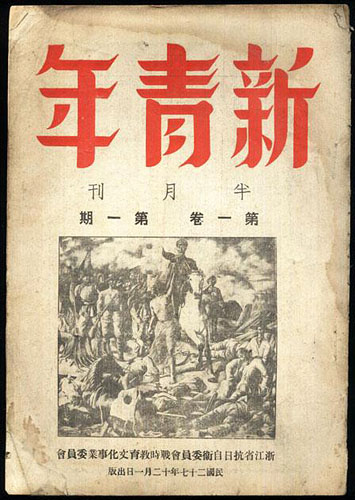 新青年
半月刊
第一卷 第一期
浙江省抗日自衛委員會戰時教育文化事業委員會
民國二十七年十二月一日出版